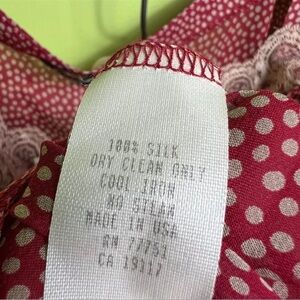 100% SILK
DRY CLEAN ONLY
COOL IRON
NO STEAM
MADE IN USA
RN 77751
CA 19117